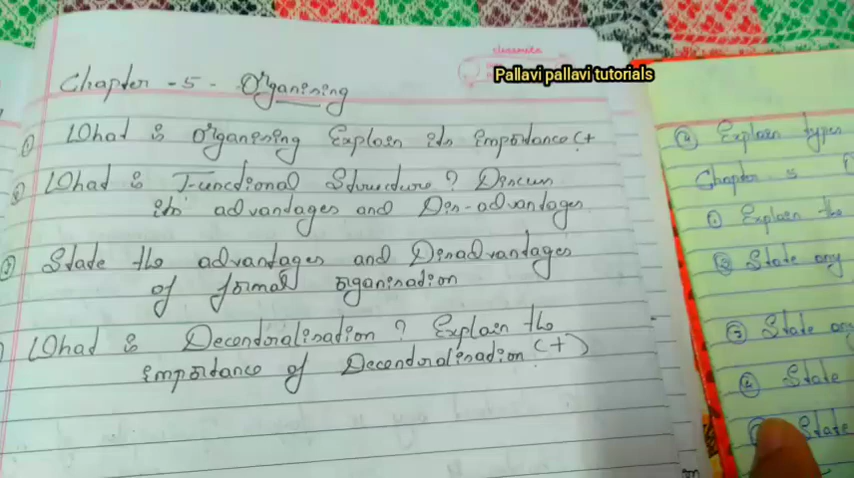 classmate
Pallavi pallavi tutorials
Chapter - 5 - Organising
① What is Organising Explain its importance (+
② What is Functional Structure? Discuss
its advantages and Dis-advantages
③ State the advantages and Disadvantages
of formal organisation
What is Decentralisation? Explain the
importance of Decentralisation (+)
④ Explain types
Chapter 5
① Explain the
② State any
③ State any
④ State
State